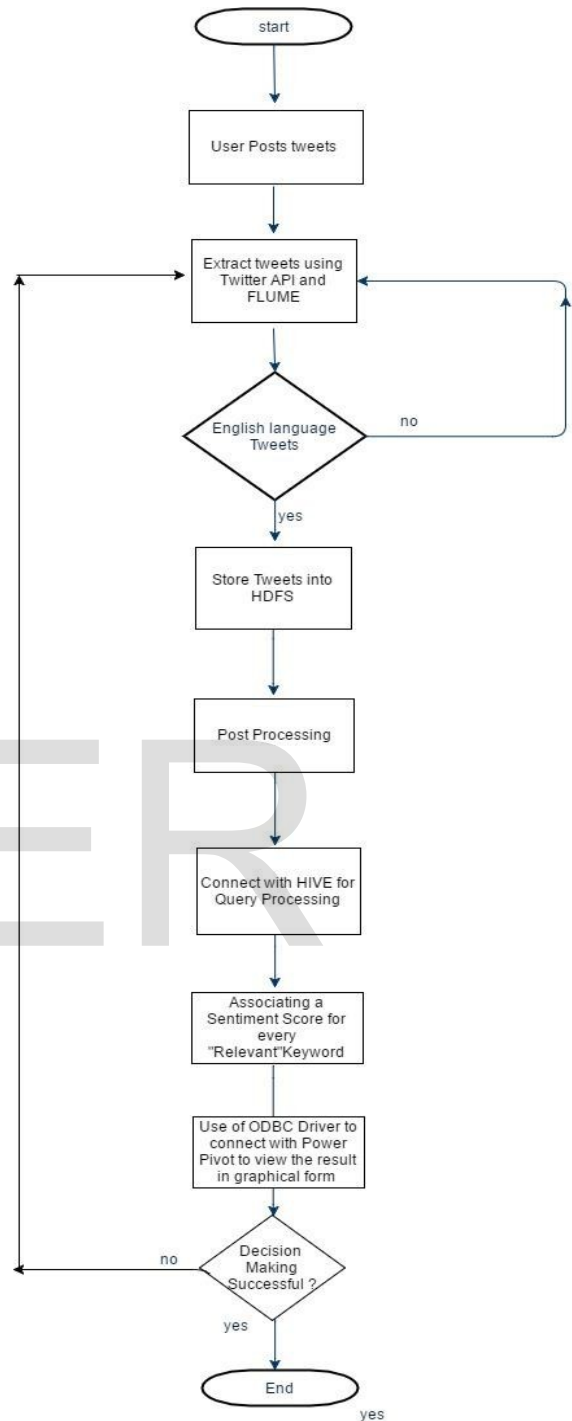 start
User Posts tweets
Extract tweets using
Twitter API and
FLUME
English language
Tweets
no
yes
Store Tweets into
HDFS
Post Processing
ER
Connect with HIVE for
Query Processing
Associating a
Sentiment Score for
every
"Relevant"Keyword
Use of ODBC Driver to
connect with Power
Pivot to view the result
in graphical form
Decision
Making
Successful ?
no
yes
End
yes